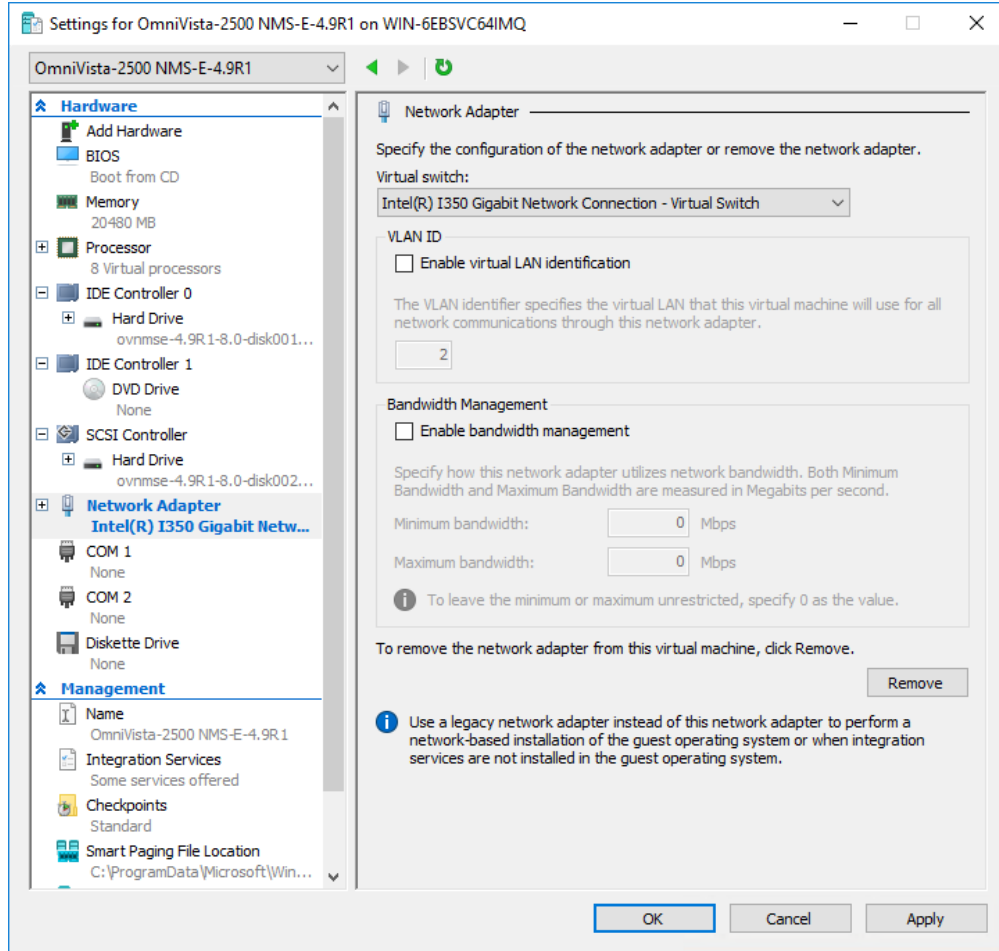 Settings for OmniVista-2500 NMS-E-4.9R1 on WIN-6EBSVC64IMQ
OmniVista-2500 NMS-E-4.9R1
Hardware
Add Hardware
BIOS
Boot from CD
Memory
20480 MB
Processor
8 Virtual processors
IDE Controller 0
Hard Drive
ovnmse-4.9R1-8.0-disk001...
IDE Controller 1
DVD Drive
None
SCSI Controller
Hard Drive
ovnmse-4.9R1-8.0-disk002...
Network Adapter
Intel(R) I350 Gigabit Netw...
COM 1
None
COM 2
None
Diskette Drive
None
Management
Name
OmniVista-2500 NMS-E-4.9R1
Integration Services
Some services offered
Checkpoints
Standard
Smart Paging File Location
C:\ProgramData\Microsoft\Win...
Network Adapter
Specify the configuration of the network adapter or remove the network adapter.
Virtual switch:
Intel(R) I350 Gigabit Network Connection - Virtual Switch
VLAN ID
Enable virtual LAN identification
The VLAN identifier specifies the virtual LAN that this virtual machine will use for all
network communications through this network adapter.
2
Bandwidth Management
Enable bandwidth management
Specify how this network adapter utilizes network bandwidth. Both Minimum
Bandwidth and Maximum Bandwidth are measured in Megabits per second.
Minimum bandwidth: 0 Mbps
Maximum bandwidth: 0 Mbps
To leave the minimum or maximum unrestricted, specify 0 as the value.
To remove the network adapter from this virtual machine, click Remove.
Remove
Use a legacy network adapter instead of this network adapter to perform a
network-based installation of the guest operating system or when integration
services are not installed in the guest operating system.
OK Cancel Apply